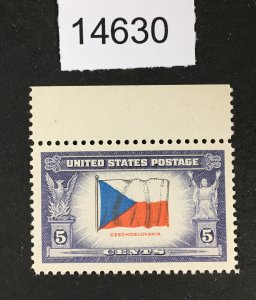 14630
UNITED STATES POSTAGE
CZECHOSLOVAKIA
5 CENTS 5